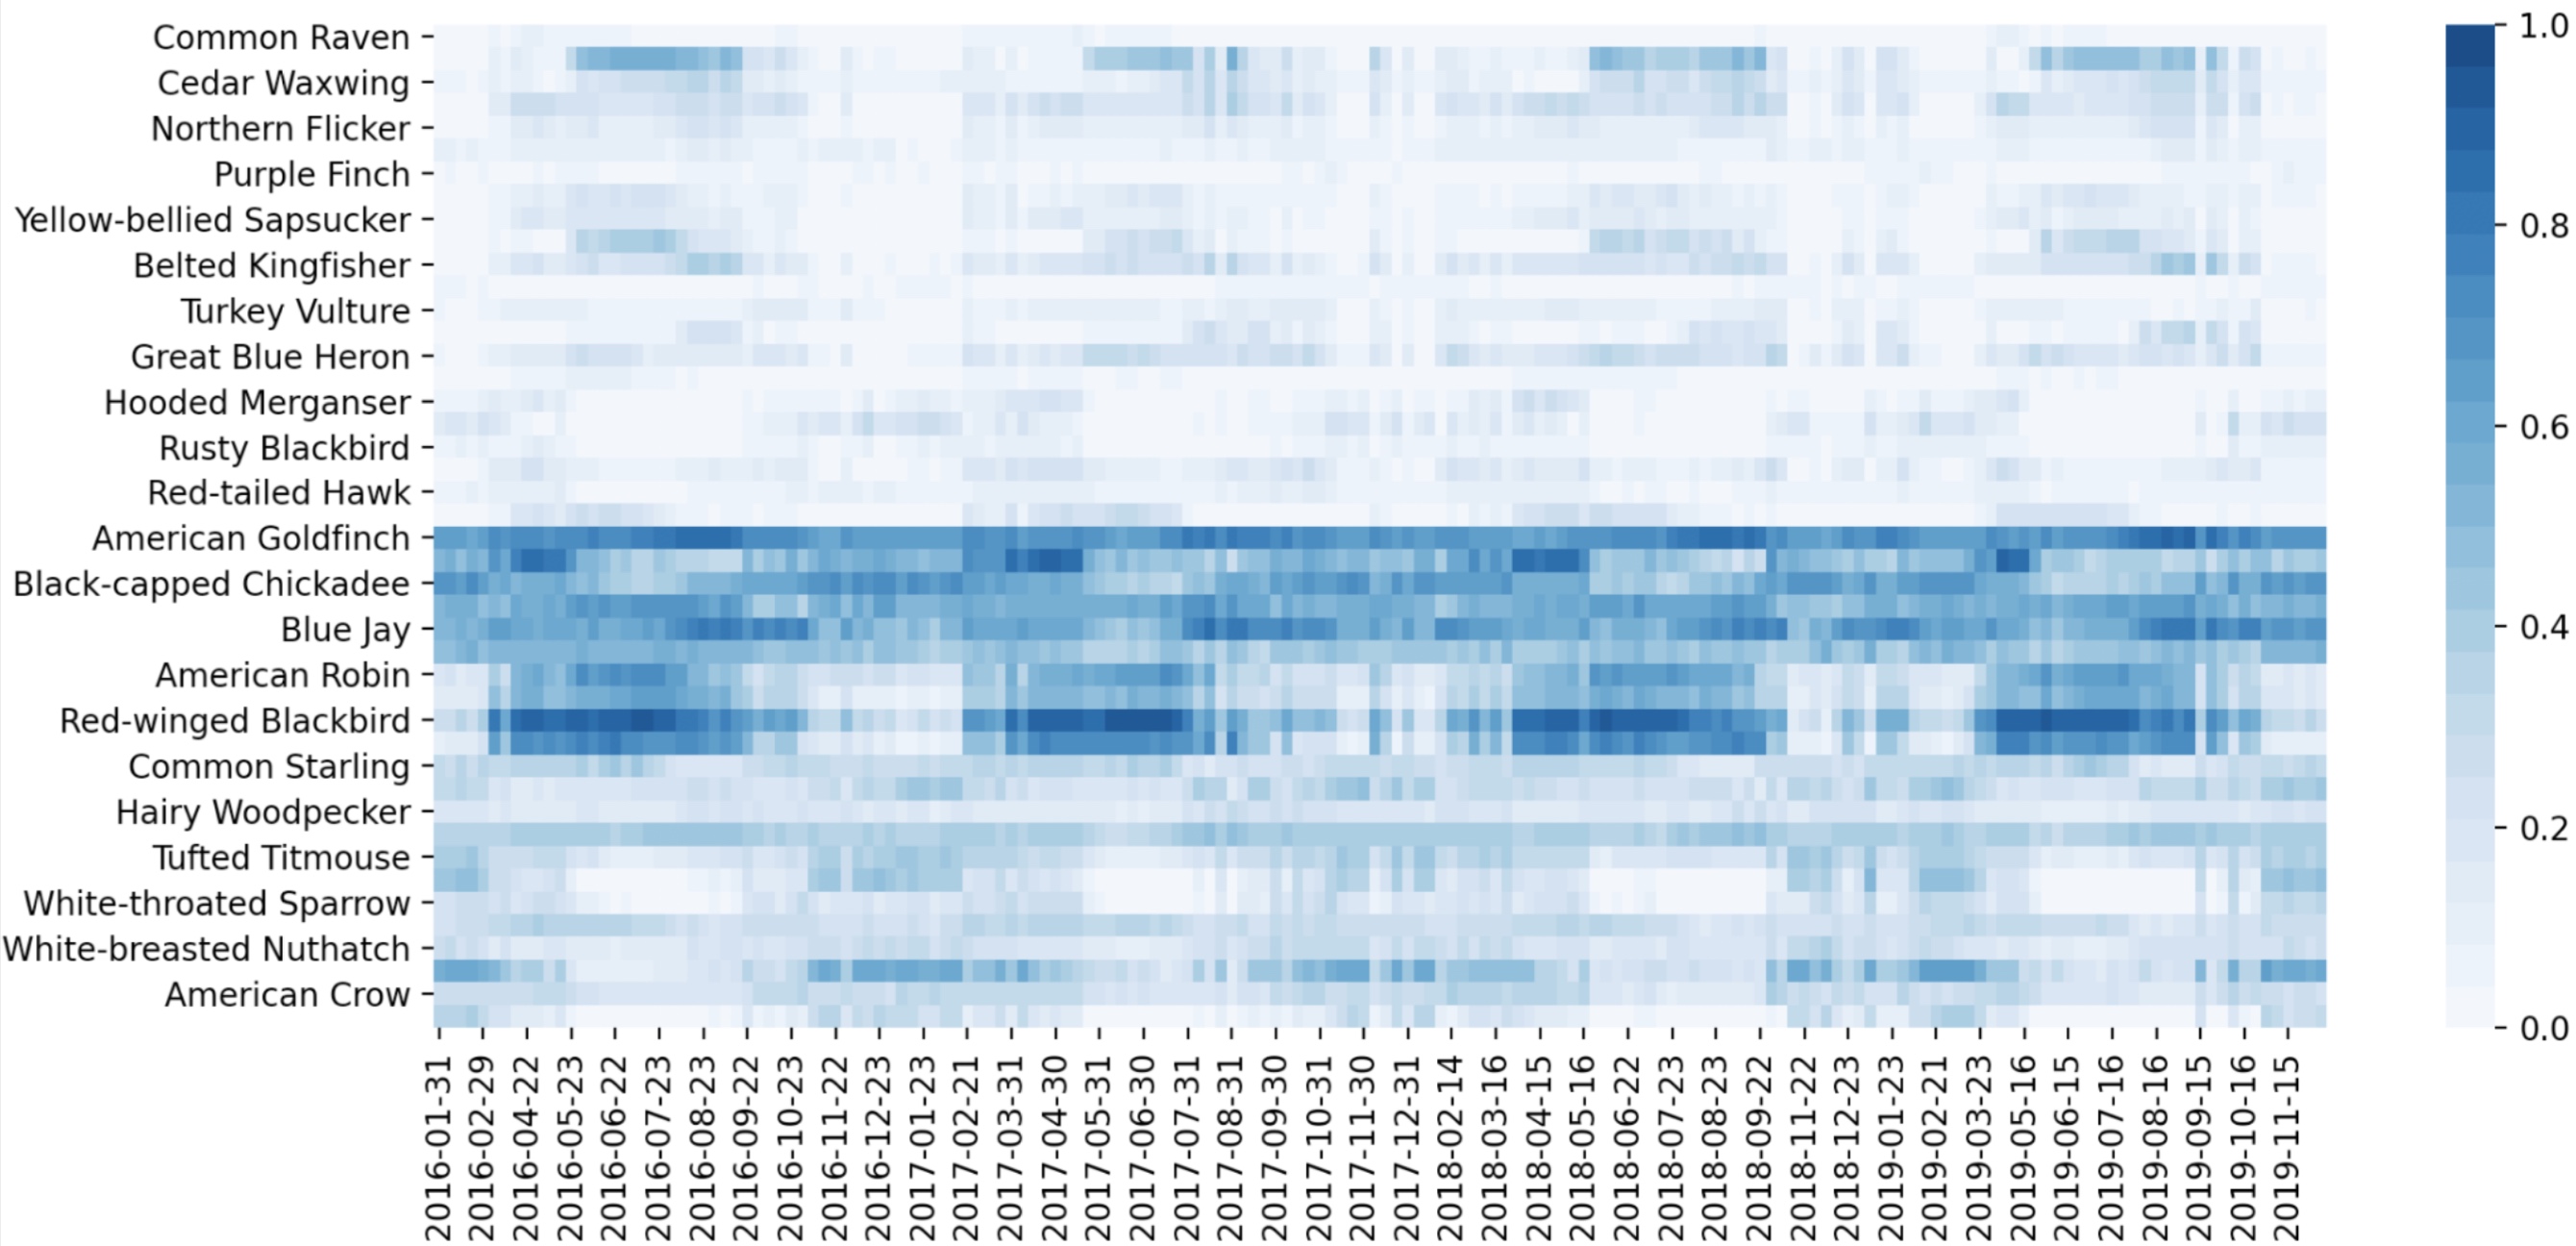 Common Raven
Cedar Waxwing
Northern Flicker
Purple Finch
Yellow-bellied Sapsucker
Belted Kingfisher
Turkey Vulture
Great Blue Heron
Hooded Merganser
Rusty Blackbird
Red-tailed Hawk
American Goldfinch
Black-capped Chickadee
Blue Jay
American Robin
Red-winged Blackbird
Common Starling
Hairy Woodpecker
Tufted Titmouse
White-throated Sparrow
White-breasted Nuthatch
American Crow
2016-01-31
2016-02-29
2016-04-22
2016-05-23
2016-06-22
2016-07-23
2016-08-23
2016-09-22
2016-10-23
2016-11-22
2016-12-23
2017-01-23
2017-02-21
2017-03-31
2017-04-30
2017-05-31
2017-06-30
2017-07-31
2017-08-31
2017-09-30
2017-10-31
2017-11-30
2017-12-31
2018-02-14
2018-03-16
2018-04-15
2018-05-16
2018-06-22
2018-07-23
2018-08-23
2018-09-22
2018-11-22
2018-12-23
2019-01-23
2019-02-21
2019-03-23
2019-05-16
2019-06-15
2019-07-16
2019-08-16
2019-09-15
2019-10-16
2019-11-15
1.0
0.8
0.6
0.4
0.2
0.0